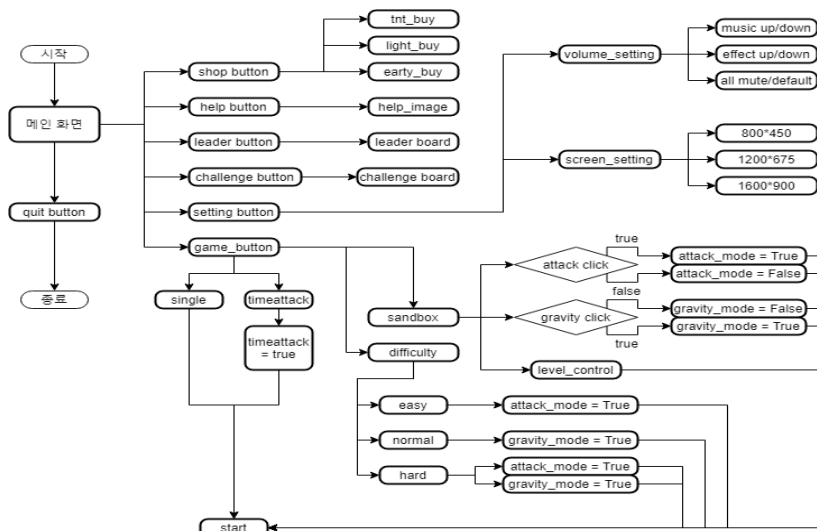 시작
메인 화면
quit button
종료
shop button
tnt_buy
light_buy
earty_buy
help button
help_image
leader button
leader board
challenge button
challenge board
setting button
volume_setting
music up/down
effect up/down
all mute/default
screen_setting
800*450
1200*675
1600*900
game_button
single
timeattack
timeattack
= true
sandbox
attack click
true
attack_mode = True
attack_mode = False
false
gravity click
gravity_mode = False
gravity_mode = True
true
level_control
difficulty
easy
attack_mode = True
normal
gravity_mode = True
hard
attack_mode = True
gravity_mode = True
start